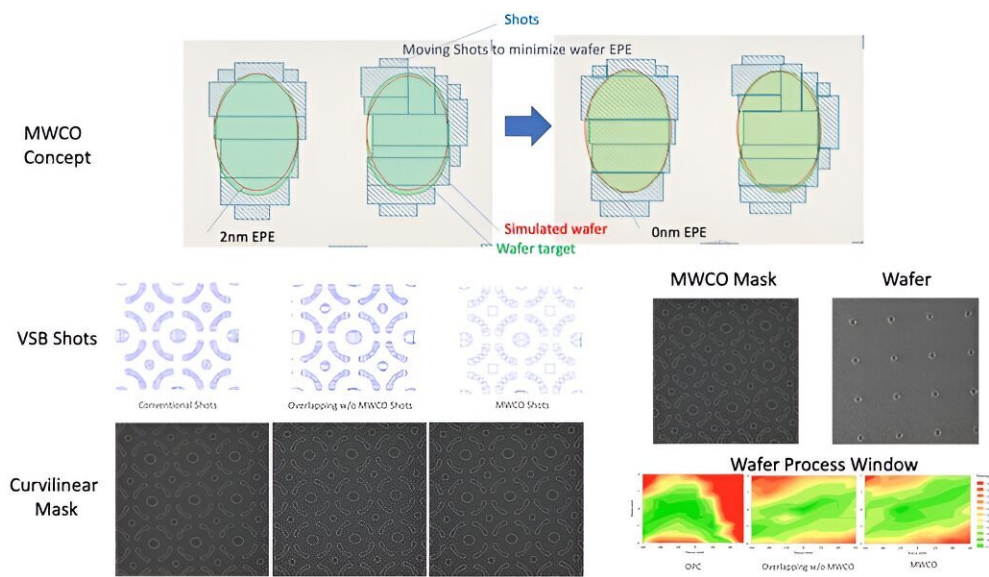 Shots
Moving Shots to minimize wafer EPE
MWCO
Concept
2nm EPE
0nm EPE
Simulated wafer
Wafer target
MWCO Mask
Wafer
VSB Shots
Conventional Shots
Overlapping w/o MWCO Shots
MWCO Shots
Wafer Process Window
Curvilinear
Mask
OPC
Overlapping w/o MWCO
MWCO